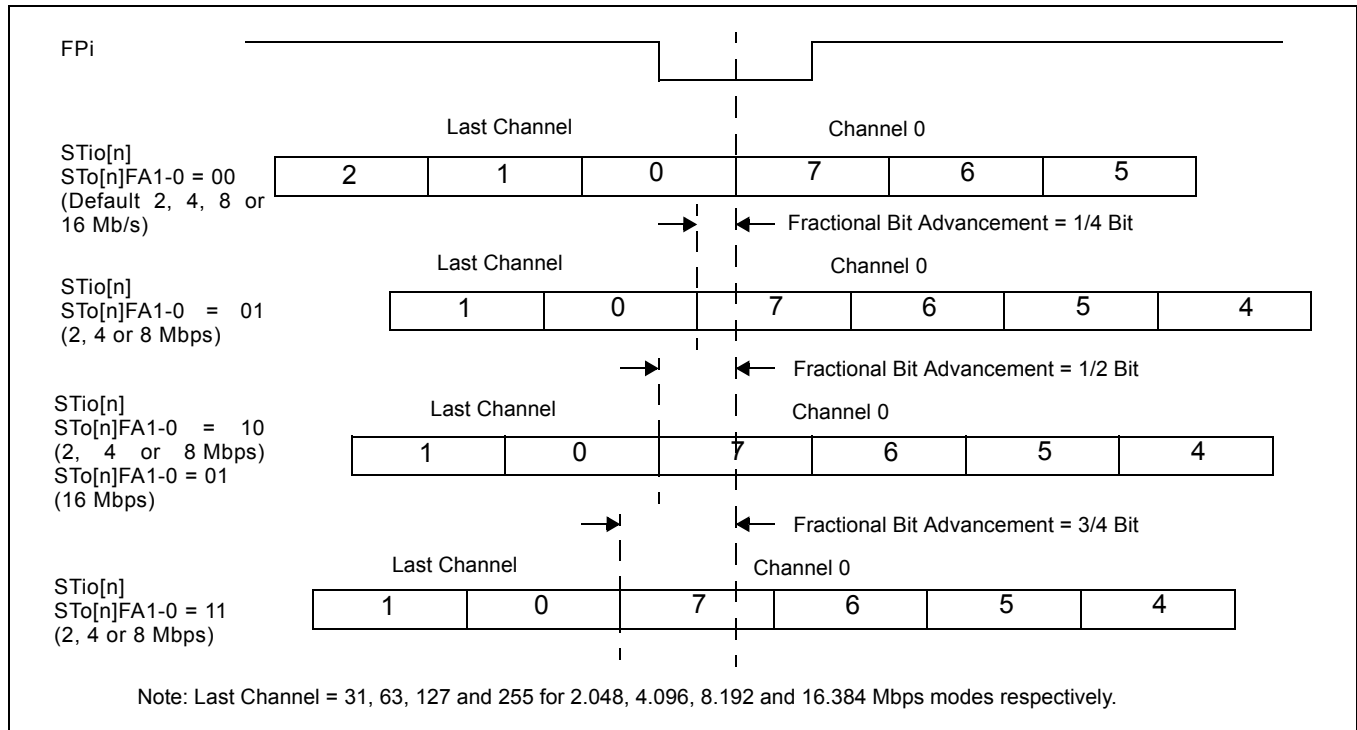 FPi
Last Channel Channel 0
STio[n]
STo[n]FA1-0 = 00
(Default 2, 4, 8 or
16 Mb/s)
2 1 0 7 6 5
Fractional Bit Advancement = 1/4 Bit
Last Channel Channel 0
STio[n]
STo[n]FA1-0 = 01
(2, 4 or 8 Mbps)
1 0 7 6 5 4
Fractional Bit Advancement = 1/2 Bit
Last Channel Channel 0
STio[n]
STo[n]FA1-0 = 10
(2, 4 or 8 Mbps)
STo[n]FA1-0 = 01
(16 Mbps)
1 0 7 6 5 4
Fractional Bit Advancement = 3/4 Bit
Last Channel Channel 0
STio[n]
STo[n]FA1-0 = 11
(2, 4 or 8 Mbps)
1 0 7 6 5 4
Note: Last Channel = 31, 63, 127 and 255 for 2.048, 4.096, 8.192 and 16.384 Mbps modes respectively.